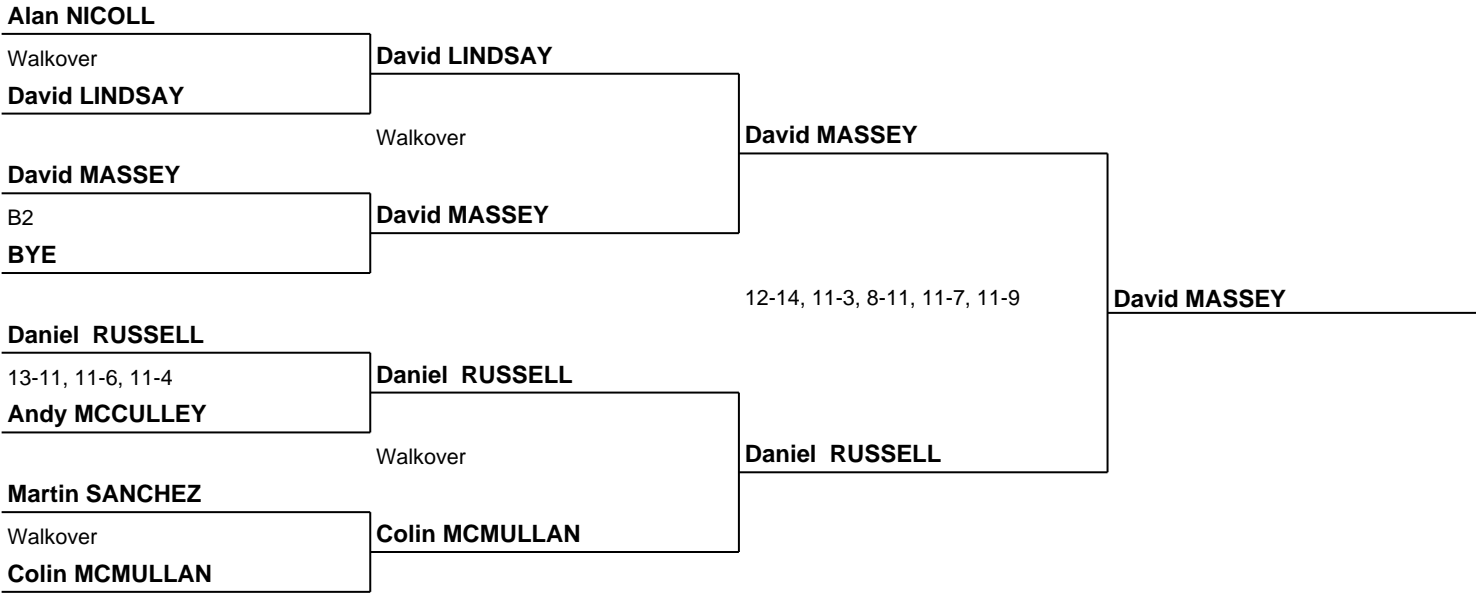 Alan NICOLL
Walkover
David LINDSAY
David LINDSAY
Walkover
David MASSEY
David MASSEY
B2
David MASSEY
BYE
12-14, 11-3, 8-11, 11-7, 11-9
David MASSEY
Daniel  RUSSELL
13-11, 11-6, 11-4
Daniel  RUSSELL
Andy MCCULLEY
Walkover
Daniel  RUSSELL
Martin SANCHEZ
Walkover
Colin MCMULLAN
Colin MCMULLAN